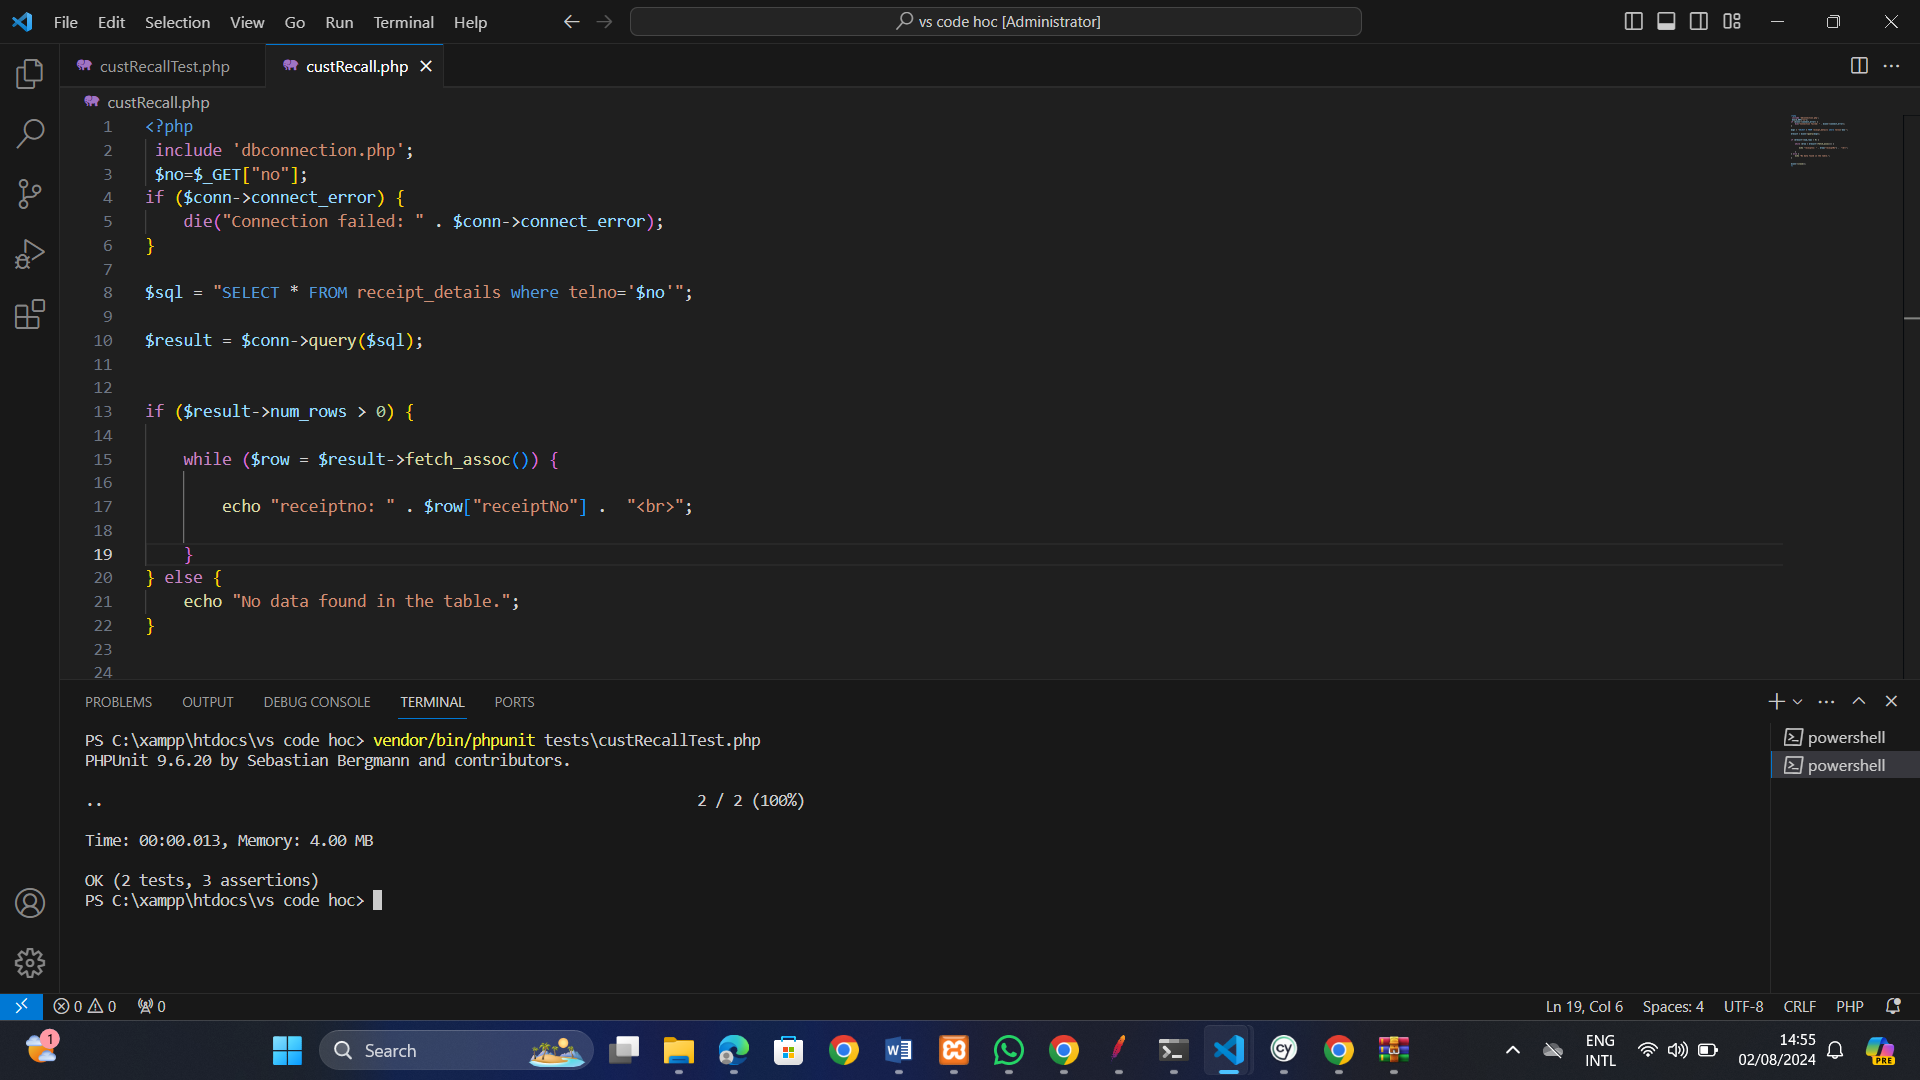 File Edit Selection View Go Run Terminal Help
vs code hoc [Administrator]
custRecallTest.php
custRecall.php
custRecall.php
1 <?php
2 include 'dbconnection.php';
3 $no=$_GET["no"];
4 if ($conn->connect_error) {
5 die("Connection failed: " . $conn->connect_error);
6 }
7
8 $sql = "SELECT * FROM receipt_details where telno='$no'";
9
10 $result = $conn->query($sql);
11
12
13 if ($result->num_rows > 0) {
14
15 while ($row = $result->fetch_assoc()) {
16
17 echo "receiptno: " . $row["receiptNo"] . "<br>";
18
19 }
20 } else {
21 echo "No data found in the table.";
22 }
23
24
PROBLEMS OUTPUT DEBUG CONSOLE TERMINAL PORTS
PS C:\xampp\htdocs\vs code hoc> vendor/bin/phpunit tests\custRecallTest.php
PHPUnit 9.6.20 by Sebastian Bergmann and contributors.
.. 2 / 2 (100%)
Time: 00:00.013, Memory: 4.00 MB
OK (2 tests, 3 assertions)
PS C:\xampp\htdocs\vs code hoc>
powershell
powershell
0 0 0
Ln 19, Col 6 Spaces: 4 UTF-8 CRLF PHP
1
Search
W
cy
ENG
INTL
14:55
02/08/2024
PRE